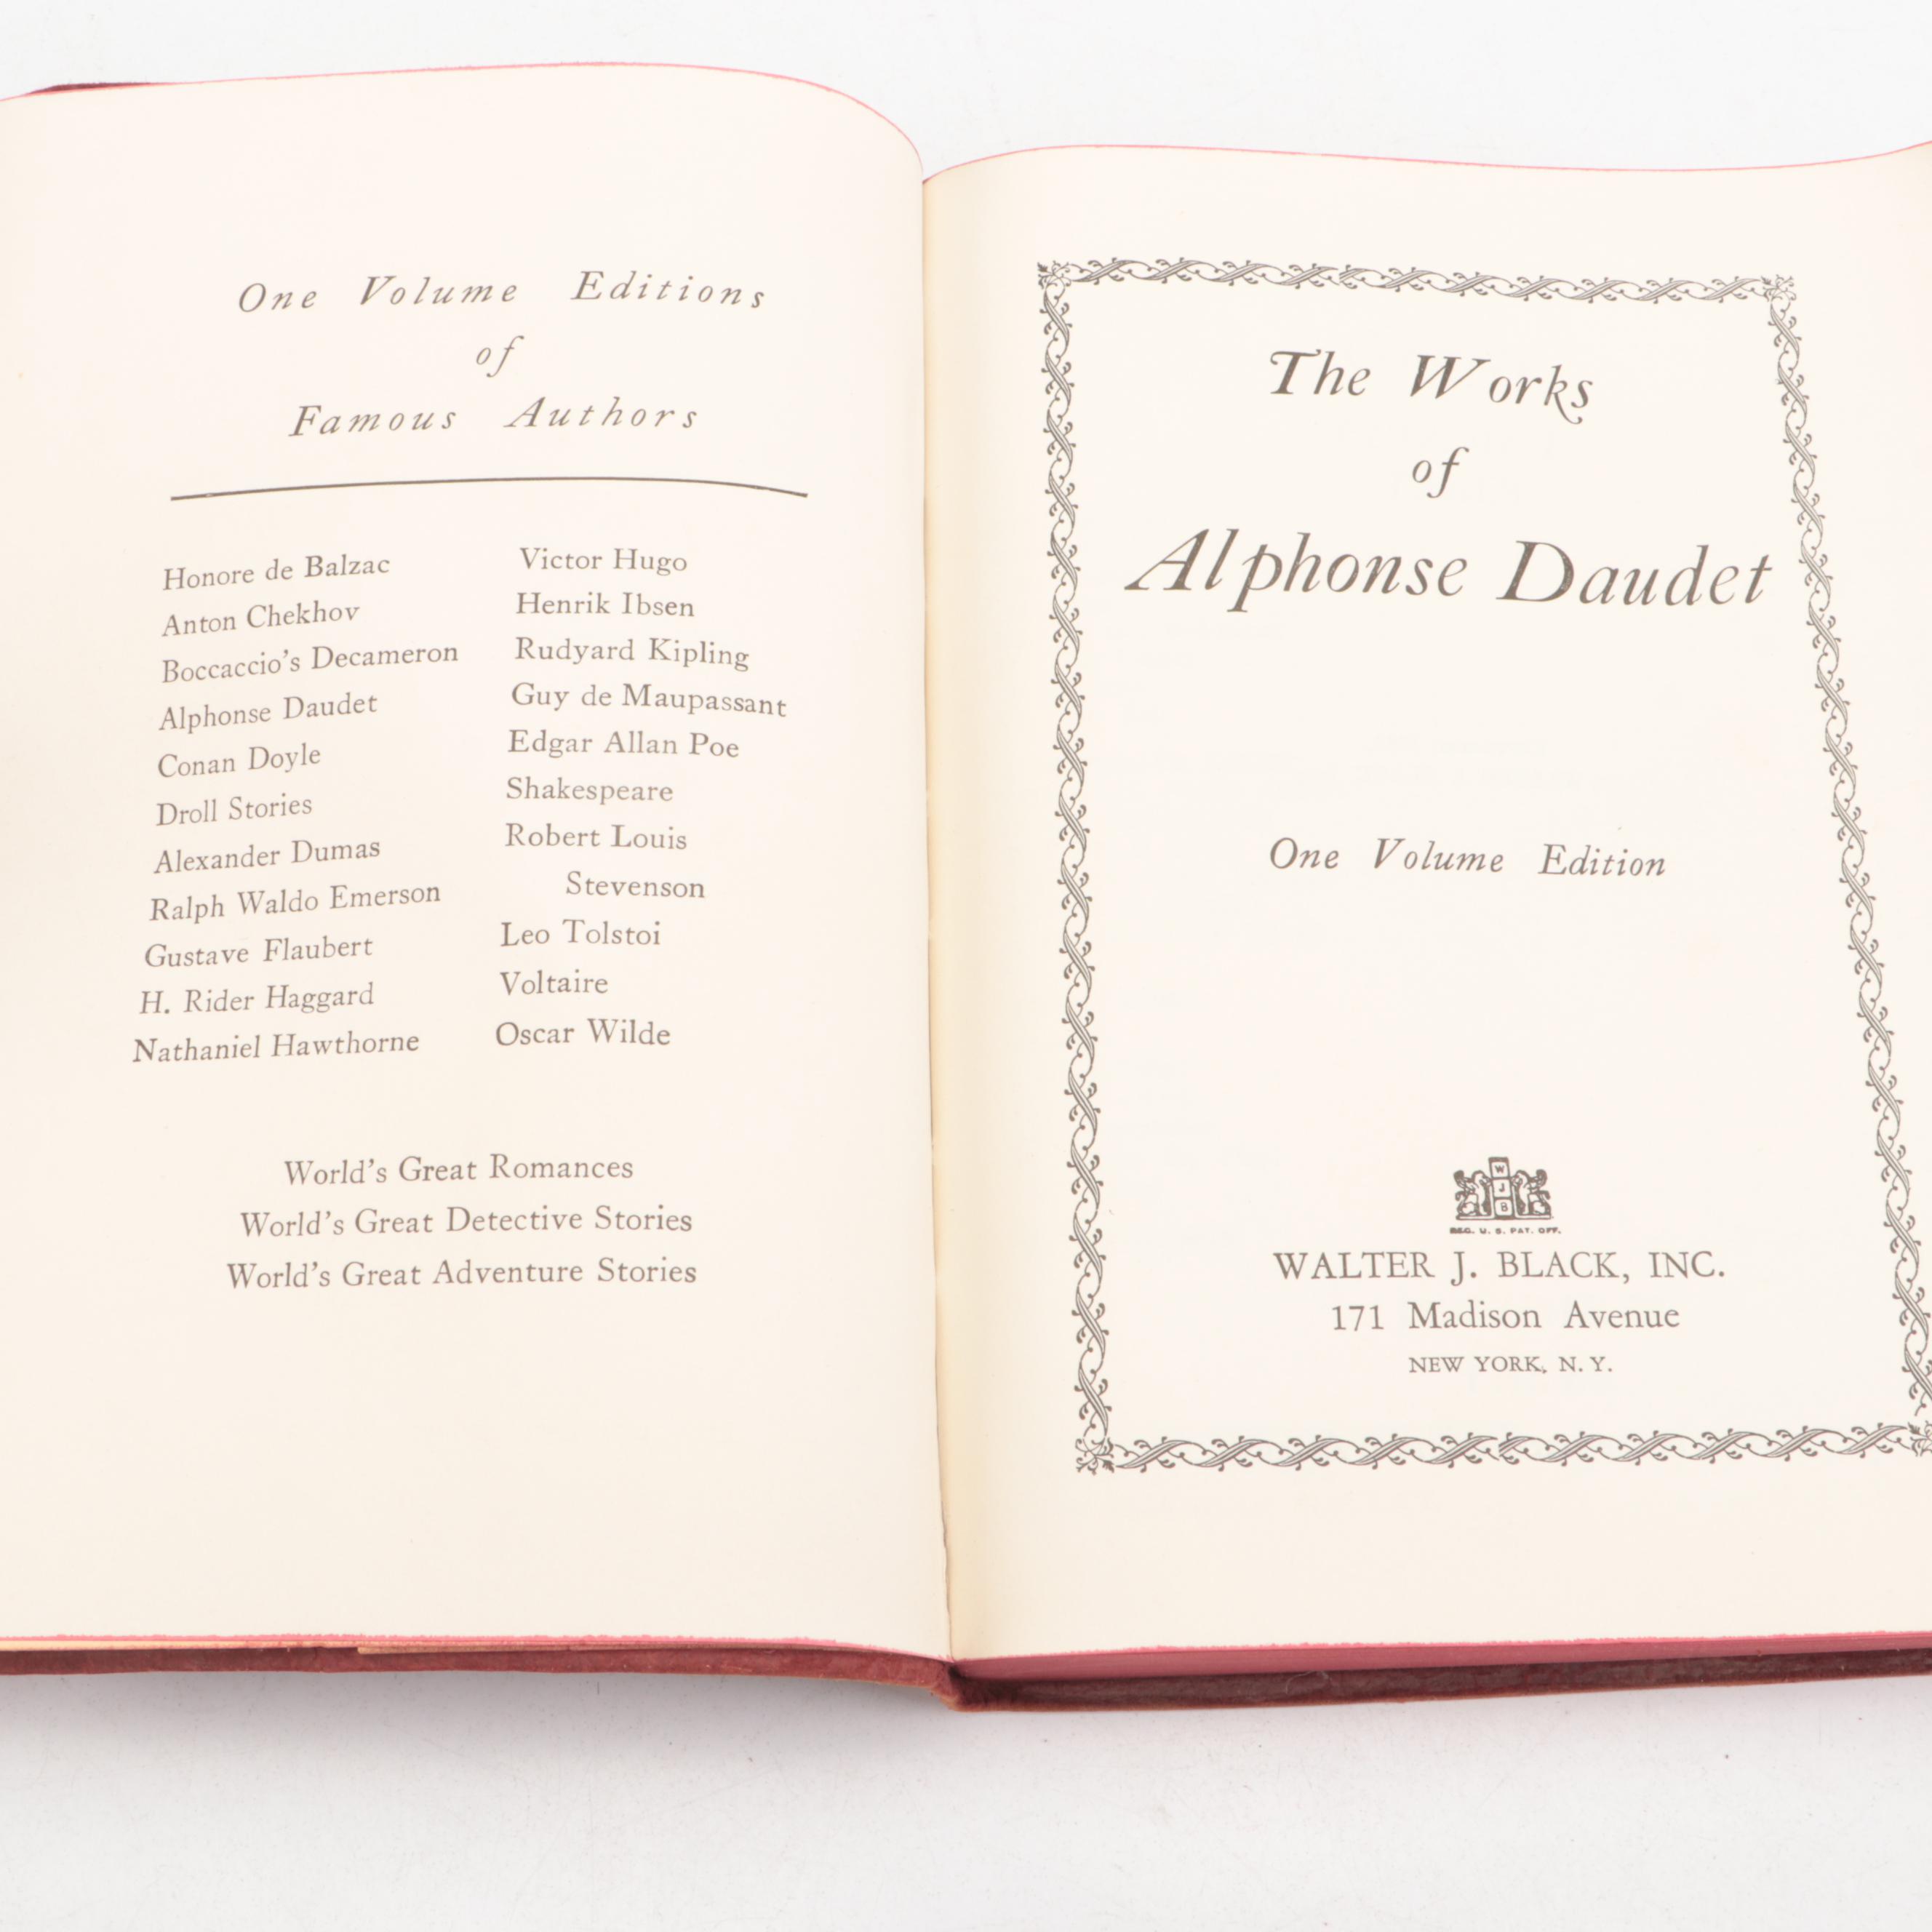 One Volume Editions
of
Famous Authors
Honore de Balzac
Anton Chekhov
Boccaccio's Decameron
Alphonse Daudet
Conan Doyle
Droll Stories
Alexander Dumas
Ralph Waldo Emerson
Gustave Flaubert
H. Rider Haggard
Nathaniel Hawthorne
Victor Hugo
Henrik Ibsen
Rudyard Kipling
Guy de Maupassant
Edgar Allan Poe
Shakespeare
Robert Louis
Stevenson
Leo Tolstoi
Voltaire
Oscar Wilde
World's Great Romances
World's Great Detective Stories
World's Great Adventure Stories
The Works
of
Alphonse Daudet
One Volume Edition
W
J
B
REG. U. S. PAT. OFF.
WALTER J. BLACK, INC.
171 Madison Avenue
NEW YORK, N. Y.